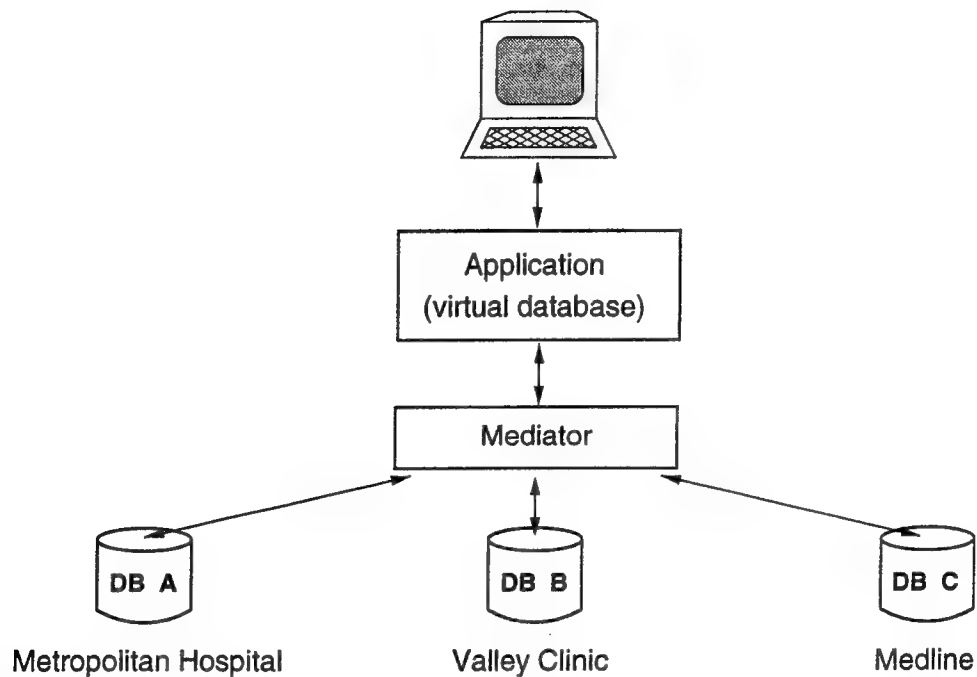 Application
(virtual database)
Mediator
DB A
DB B
DB C
Metropolitan Hospital
Valley Clinic
Medline